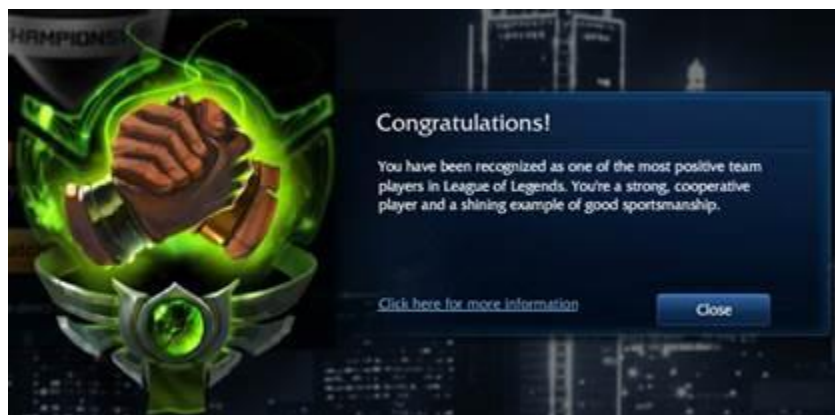 Congratulations!
You have been recognized as one of the most positive team
players in League of Legends. You're a strong, cooperative
player and a shining example of good sportsmanship.
Click here for more information
Close